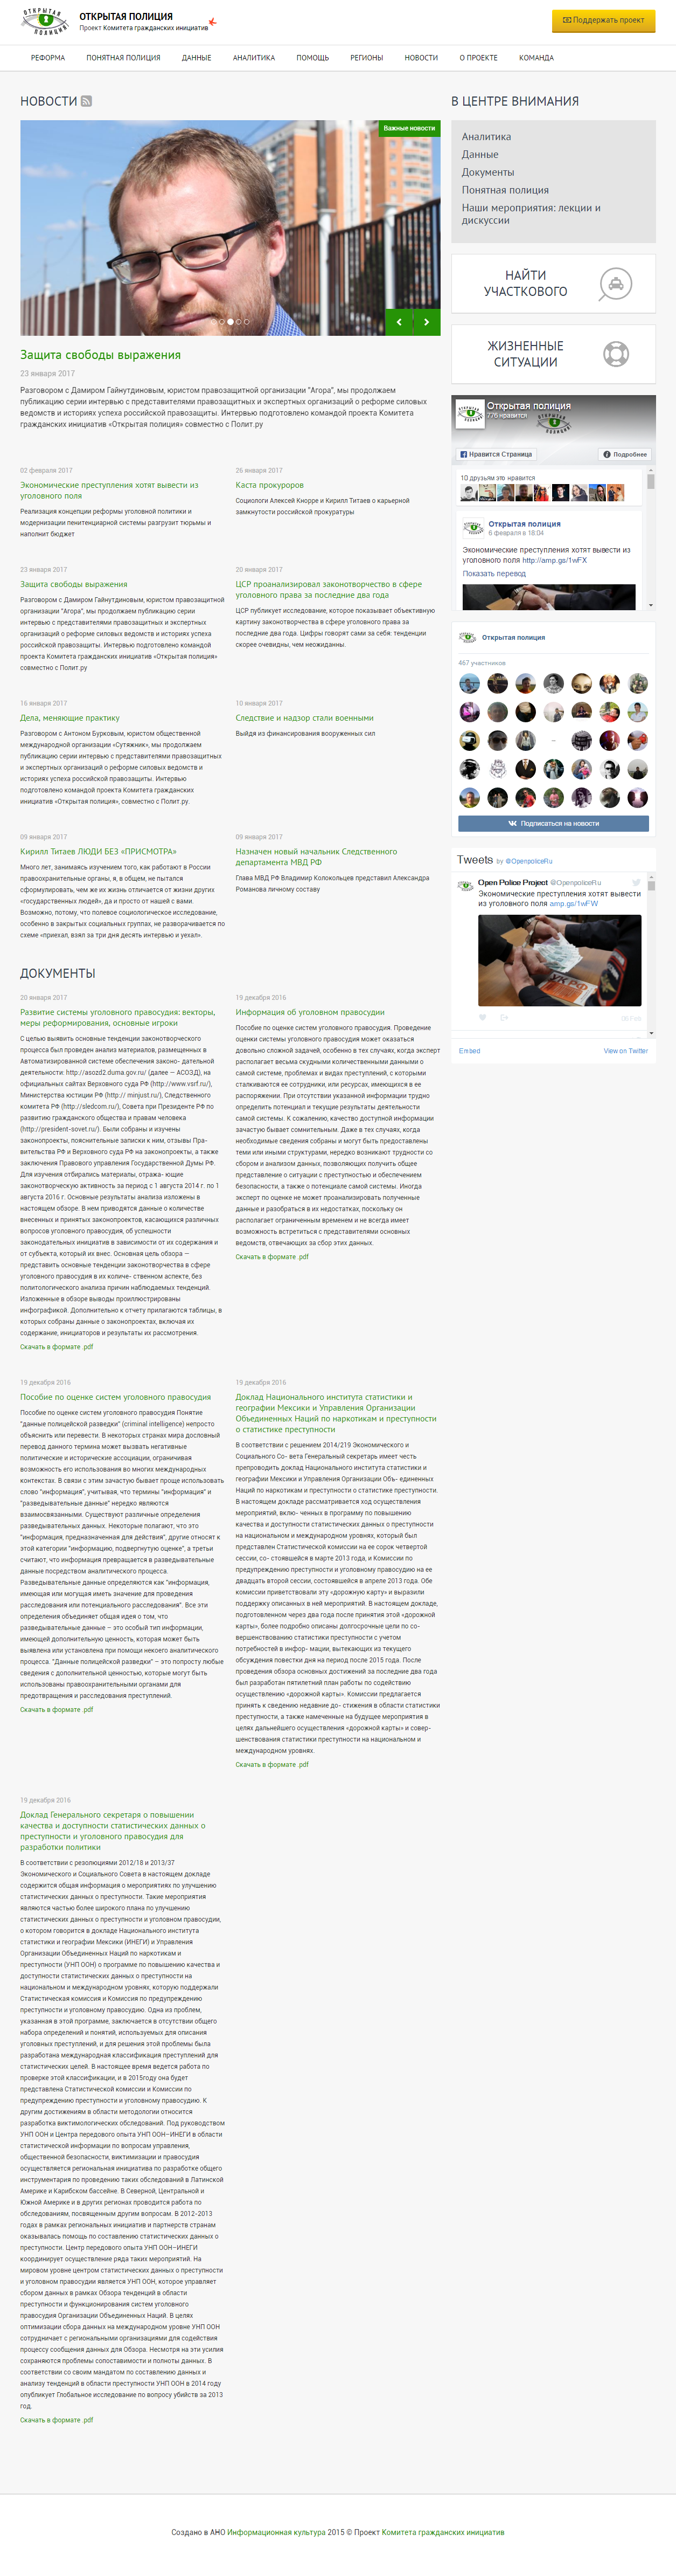 ОТКРЫТАЯ ПОЛИЦИЯ
ОТКРЫТАЯ ПОЛИЦИЯ
Проект Комитета гражданских инициатив
Поддержать проект
РЕФОРМА ПОНЯТНАЯ ПОЛИЦИЯ ДАННЫЕ АНАЛИТИКА ПОМОЩЬ РЕГИОНЫ НОВОСТИ О ПРОЕКТЕ КОМАНДА
НОВОСТИ
Важные новости
Защита свободы выражения
23 января 2017
Разговором с Дамиром Гайнутдиновым, юристом правозащитной организации "Агора", мы продолжаем
публикацию серии интервью с представителями правозащитных и экспертных организаций о реформе силовых
ведомств и историях успеха российской правозащиты. Интервью подготовлено командой проекта Комитета
гражданских инициатив «Открытая полиция» совместно с Полит.ру
02 февраля 2017
Экономические преступления хотят вывести из
уголовного поля
Реализация концепции реформы уголовной политики и
модернизации пенитенциарной системы разгрузит тюрьмы и
наполнит бюджет
26 января 2017
Каста прокуроров
Социологи Алексей Кнорре и Кирилл Титаев о карьерной
замкнутости российской прокуратуры
23 января 2017
Защита свободы выражения
Разговором с Дамиром Гайнутдиновым, юристом правозащитной
организации "Агора", мы продолжаем публикацию серии
интервью с представителями правозащитных и экспертных
организаций о реформе силовых ведомств и историях успеха
российской правозащиты. Интервью подготовлено командой
проекта Комитета гражданских инициатив «Открытая полиция»
совместно с Полит.ру
20 января 2017
ЦСР проанализировал законотворчество в сфере
уголовного права за последние два года
ЦСР публикует исследование, которое показывает объективную
картину законотворчества в сфере уголовного права за
последние два года. Цифры говорят сами за себя: тенденции
скорее очевидны, чем неожиданны.
16 января 2017
Дела, меняющие практику
Разговором с Антоном Бурковым, юристом общественной
международной организации «Сутяжник», мы продолжаем
публикацию серии интервью с представителями правозащитных
и экспертных организаций о реформе силовых ведомств и
историях успеха российской правозащиты. Интервью
подготовлено командой проекта Комитета гражданских
инициатив «Открытая полиция», совместно с Полит.ру.
10 января 2017
Следствие и надзор стали военными
Выйдя из финансирования вооруженных сил
09 января 2017
Кирилл Титаев ЛЮДИ БЕЗ «ПРИСМОТРА»
Много лет, занимаясь изучением того, как работают в России
правоохранительные органы, я, в общем, не пытался
сформулировать, чем же их жизнь отличается от жизни других
«государственных людей», да и просто от нашей с вами.
Возможно, потому, что полевое социологическое исследование,
особенно в закрытых социальных группах, не разворачивается по
схеме «приехал, взял за три дня десять интервью и уехал».
09 января 2017
Назначен новый начальник Следственного
департамента МВД РФ
Глава МВД РФ Владимир Колокольцев представил Александра
Романова личному составу
ДОКУМЕНТЫ
20 января 2017
Развитие системы уголовного правосудия: векторы,
меры реформирования, основные игроки
С целью выявить основные тенденции законотворческого
процесса был проведен анализ материалов, размещенных в
Автоматизированной системе обеспечения законо- дательной
деятельности: http://asozd2.duma.gov.ru/ (далее — АСОЗД), на
официальных сайтах Верховного суда РФ (http://www.vsrf.ru/),
Министерства юстиции РФ (http:// minjust.ru/), Следственного
комитета РФ (http://sledcom.ru/), Совета при Президенте РФ по
развитию гражданского общества и правам человека
(http://president-sovet.ru/). Были собраны и изучены
законопроекты, пояснительные записки к ним, отзывы Пра-
вительства РФ и Верховного суда РФ на законопроекты, а также
заключения Правового управления Государственной Думы РФ.
Для изучения отбирались материалы, отража- ющие
законотворческую активность за период с 1 августа 2014 г. по 1
августа 2016 г. Основные результаты анализа изложены в
настоящем обзоре. В нем приводятся данные о количестве
внесенных и принятых законопроектов, касающихся различных
вопросов уголовного правосудия, об успешности
законодательных инициатив в зависимости от их содержания и
от субъекта, который их внес. Основная цель обзора —
представить основные тенденции законотворчества в сфере
уголовного правосудия в их количе- ственном аспекте, без
политологического анализа причин наблюдаемых тенденций.
Изложенные в обзоре выводы проиллюстрированы
инфографикой. Дополнительно к отчету прилагаются таблицы, в
которых собраны данные о законопроектах, включая их
содержание, инициаторов и результаты их рассмотрения.
Скачать в формате .pdf
19 декабря 2016
Информация об уголовном правосудии
Пособие по оценке систем уголовного правосудия. Проведение
оценки системы уголовного правосудия может оказаться
довольно сложной задачей, особенно в тех случаях, когда эксперт
располагает весьма скудными количественными данными о
самой системе, проблемах и видах преступлений, с которыми
сталкиваются ее сотрудники, или ресурсах, имеющихся в ее
распоряжении. При отсутствии указанной информации трудно
определить потенциал и текущие результаты деятельности
самой системы. К сожалению, качество доступной информации
зачастую бывает сомнительным. Даже в тех случаях, когда
необходимые сведения собраны и могут быть предоставлены
теми или иными структурами, нередко возникают трудности со
сбором и анализом данных, позволяющих получить общее
представление о ситуации с преступностью и обеспечением
безопасности, а также о потенциале самой системы. Иногда
эксперт по оценке не может проанализировать полученные
данные и разобраться в их недостатках, поскольку он
располагает ограниченным временем и не всегда имеет
возможность встретиться с представителями основных
ведомств, отвечающих за сбор этих данных.
Скачать в формате .pdf
19 декабря 2016
Пособие по оценке систем уголовного правосудия
Пособие по оценке систем уголовного правосудия Понятие
"данные полицейской разведки" (criminal intelligence) непросто
объяснить или перевести. В некоторых странах мира дословный
перевод данного термина может вызвать негативные
политические и исторические ассоциации, ограничивая
возможность его использования во многих международных
контекстах. В связи с этим зачастую бывает проще использовать
слово "информация", учитывая, что термины "информация" и
"разведывательные данные" нередко являются
взаимосвязанными. Существуют различные определения
разведывательных данных. Некоторые полагают, что это
"информация, предназначенная для действия", другие относят к
этой категории "информацию, подвергнутую оценке", а третьи
считают, что информация превращается в разведывательные
данные посредством аналитического процесса.
Разведывательные данные определяются как "информация,
имеющая или могущая иметь значение для проведения
расследования или потенциального расследования". Все эти
определения объединяет общая идея о том, что
разведывательные данные – это особый тип информации,
имеющей дополнительную ценность, которая может быть
выявлена или установлена при помощи некоего аналитического
процесса. "Данные полицейской разведки" – это попросту любые
сведения с дополнительной ценностью, которые могут быть
использованы правоохранительными органами для
предотвращения и расследования преступлений.
Скачать в формате .pdf
19 декабря 2016
Доклад Национального института статистики и
географии Мексики и Управления Организации
Объединенных Наций по наркотикам и преступности
о статистике преступности
В соответствии с решением 2014/219 Экономического и
Социального Со- вета Генеральный секретарь имеет честь
препроводить доклад Национального института статистики и
географии Мексики и Управления Организации Объ- единенных
Наций по наркотикам и преступности о статистике преступности.
В настоящем докладе рассматривается ход осуществления
мероприятий, вклю- ченных в программу по повышению
качества и доступности статистических данных о преступности
на национальном и международном уровнях, который был
представлен Статистической комиссии на ее сорок четвертой
сессии, со- стоявшейся в марте 2013 года, и Комиссии по
предупреждению преступности и уголовному правосудию на ее
двадцать второй сессии, состоявшейся в апреле 2013 года. Обе
комиссии приветствовали эту «дорожную карту» и выразили
поддержку описанных в ней мероприятий. В настоящем докладе,
подготовленном через два года после принятия этой «дорожной
карты», более подробно описаны долгосрочные цели по со-
вершенствованию статистики преступности с учетом
потребностей в инфор- мации, вытекающих из текущего
обсуждения повестки дня на период после 2015 года. После
проведения обзора основных достижений за последние два года
был разработан пятилетний план работы по содействию
осуществлению «дорожной карты». Комиссии предлагается
принять к сведению недавние до- стижения в области статистики
преступности, а также намеченные на будущее мероприятия в
целях дальнейшего осуществления «дорожной карты» и совер-
шенствования статистики преступности на национальном и
международном уровнях.
Скачать в формате .pdf
19 декабря 2016
Доклад Генерального секретаря о повышении
качества и доступности статистических данных о
преступности и уголовного правосудия для
разработки политики
В соответствии с резолюциями 2012/18 и 2013/37
Экономического и Социального Совета в настоящем докладе
содержится общая информация о мероприятиях по улучшению
статистических данных о преступности. Такие мероприятия
являются частью более широкого плана по улучшению
статистических данных о преступности и уголовном правосудии,
о котором говорится в докладе Национального института
статистики и географии Мексики (ИНЕГИ) и Управления
Организации Объединенных Наций по наркотикам и
преступности (УНП ООН) о программе по повышению качества и
доступности статистических данных о преступности на
национальном и международном уровнях, которую поддержали
Статистическая комиссия и Комиссия по предупреждению
преступности и уголовному правосудию. Одна из проблем,
указанная в этой программе, заключается в отсутствии общего
набора определений и понятий, используемых для описания
уголовных преступлений, и для решения этой проблемы была
разработана международная классификация преступлений для
статистических целей. В настоящее время ведется работа по
проверке этой классификации, и в 2015году она будет
представлена Статистической комиссии и Комиссии по
предупреждению преступности и уголовному правосудию. К
другим достижениям в области методологии относится
разработка виктимологических обследований. Под руководством
УНП ООН и Центра передового опыта УНП ООН–ИНЕГИ в области
статистической информации по вопросам управления,
общественной безопасности, виктимизации и правосудия
осуществляется региональная инициатива по разработке общего
инструментария по проведению таких обследований в Латинской
Америке и Карибском бассейне. В Северной, Центральной и
Южной Америке и в других регионах проводится работа по
обследованиям, посвященным другим вопросам. В 2012-2013
годах в рамках региональных инициатив и партнерств странам
оказывалась помощь по составлению статистических данных о
преступности. Центр передового опыта УНП ООН–ИНЕГИ
координирует осуществление ряда таких мероприятий. На
мировом уровне центром статистических данных о преступности
и уголовном правосудии является УНП ООН, которое управляет
сбором данных в рамках Обзора тенденций в области
преступности и функционирования систем уголовного
правосудия Организации Объединенных Наций. В целях
оптимизации сбора данных на международном уровне УНП ООН
сотрудничает с региональными организациями для содействия
процессу сообщения данных для Обзора. Несмотря на эти усилия
сохраняются проблемы сопоставимости и полноты данных. В
соответствии со своим мандатом по составлению данных и
анализу тенденций в области преступности УНП ООН в 2014 году
опубликует Глобальное исследование по вопросу убийств за 2013
год.
Скачать в формате .pdf
В ЦЕНТРЕ ВНИМАНИЯ
Аналитика
Данные
Документы
Понятная полиция
Наши мероприятия: лекции и
дискуссии
НАЙТИ
УЧАСТКОВОГО
ЖИЗНЕННЫЕ
СИТУАЦИИ
Открытая полиция
776 нравится
Нравится Страница
Подробнее
10 друзьям это нравится
Открытая полиция
6 февраля в 18:04
Экономические преступления хотят вывести из
уголовного поля http://amp.gs/1wFX
Показать перевод
Открытая полиция
467 участников
Подписаться на новости
Tweets by @OpenpoliceRu
Open Police Project @OpenpoliceRu
Экономические преступления хотят вывести
из уголовного поля amp.gs/1wFW
Embed
View on Twitter
Создано в АНО Информационная культура 2015 © Проект Комитета гражданских инициатив